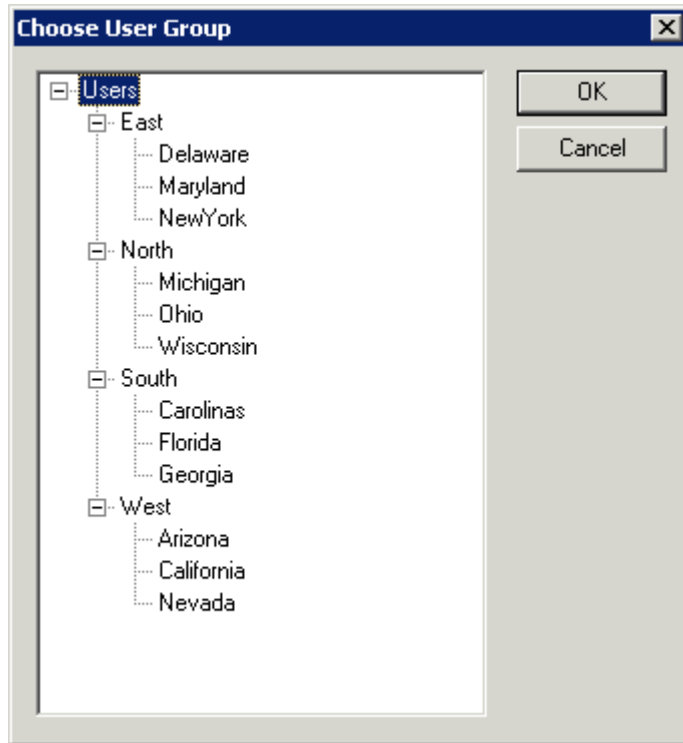 Choose User Group
Users
OK
East
Cancel
Delaware
Maryland
NewYork
North
Michigan
Ohio
Wisconsin
South
Carolinas
Florida
Georgia
West
Arizona
California
Nevada